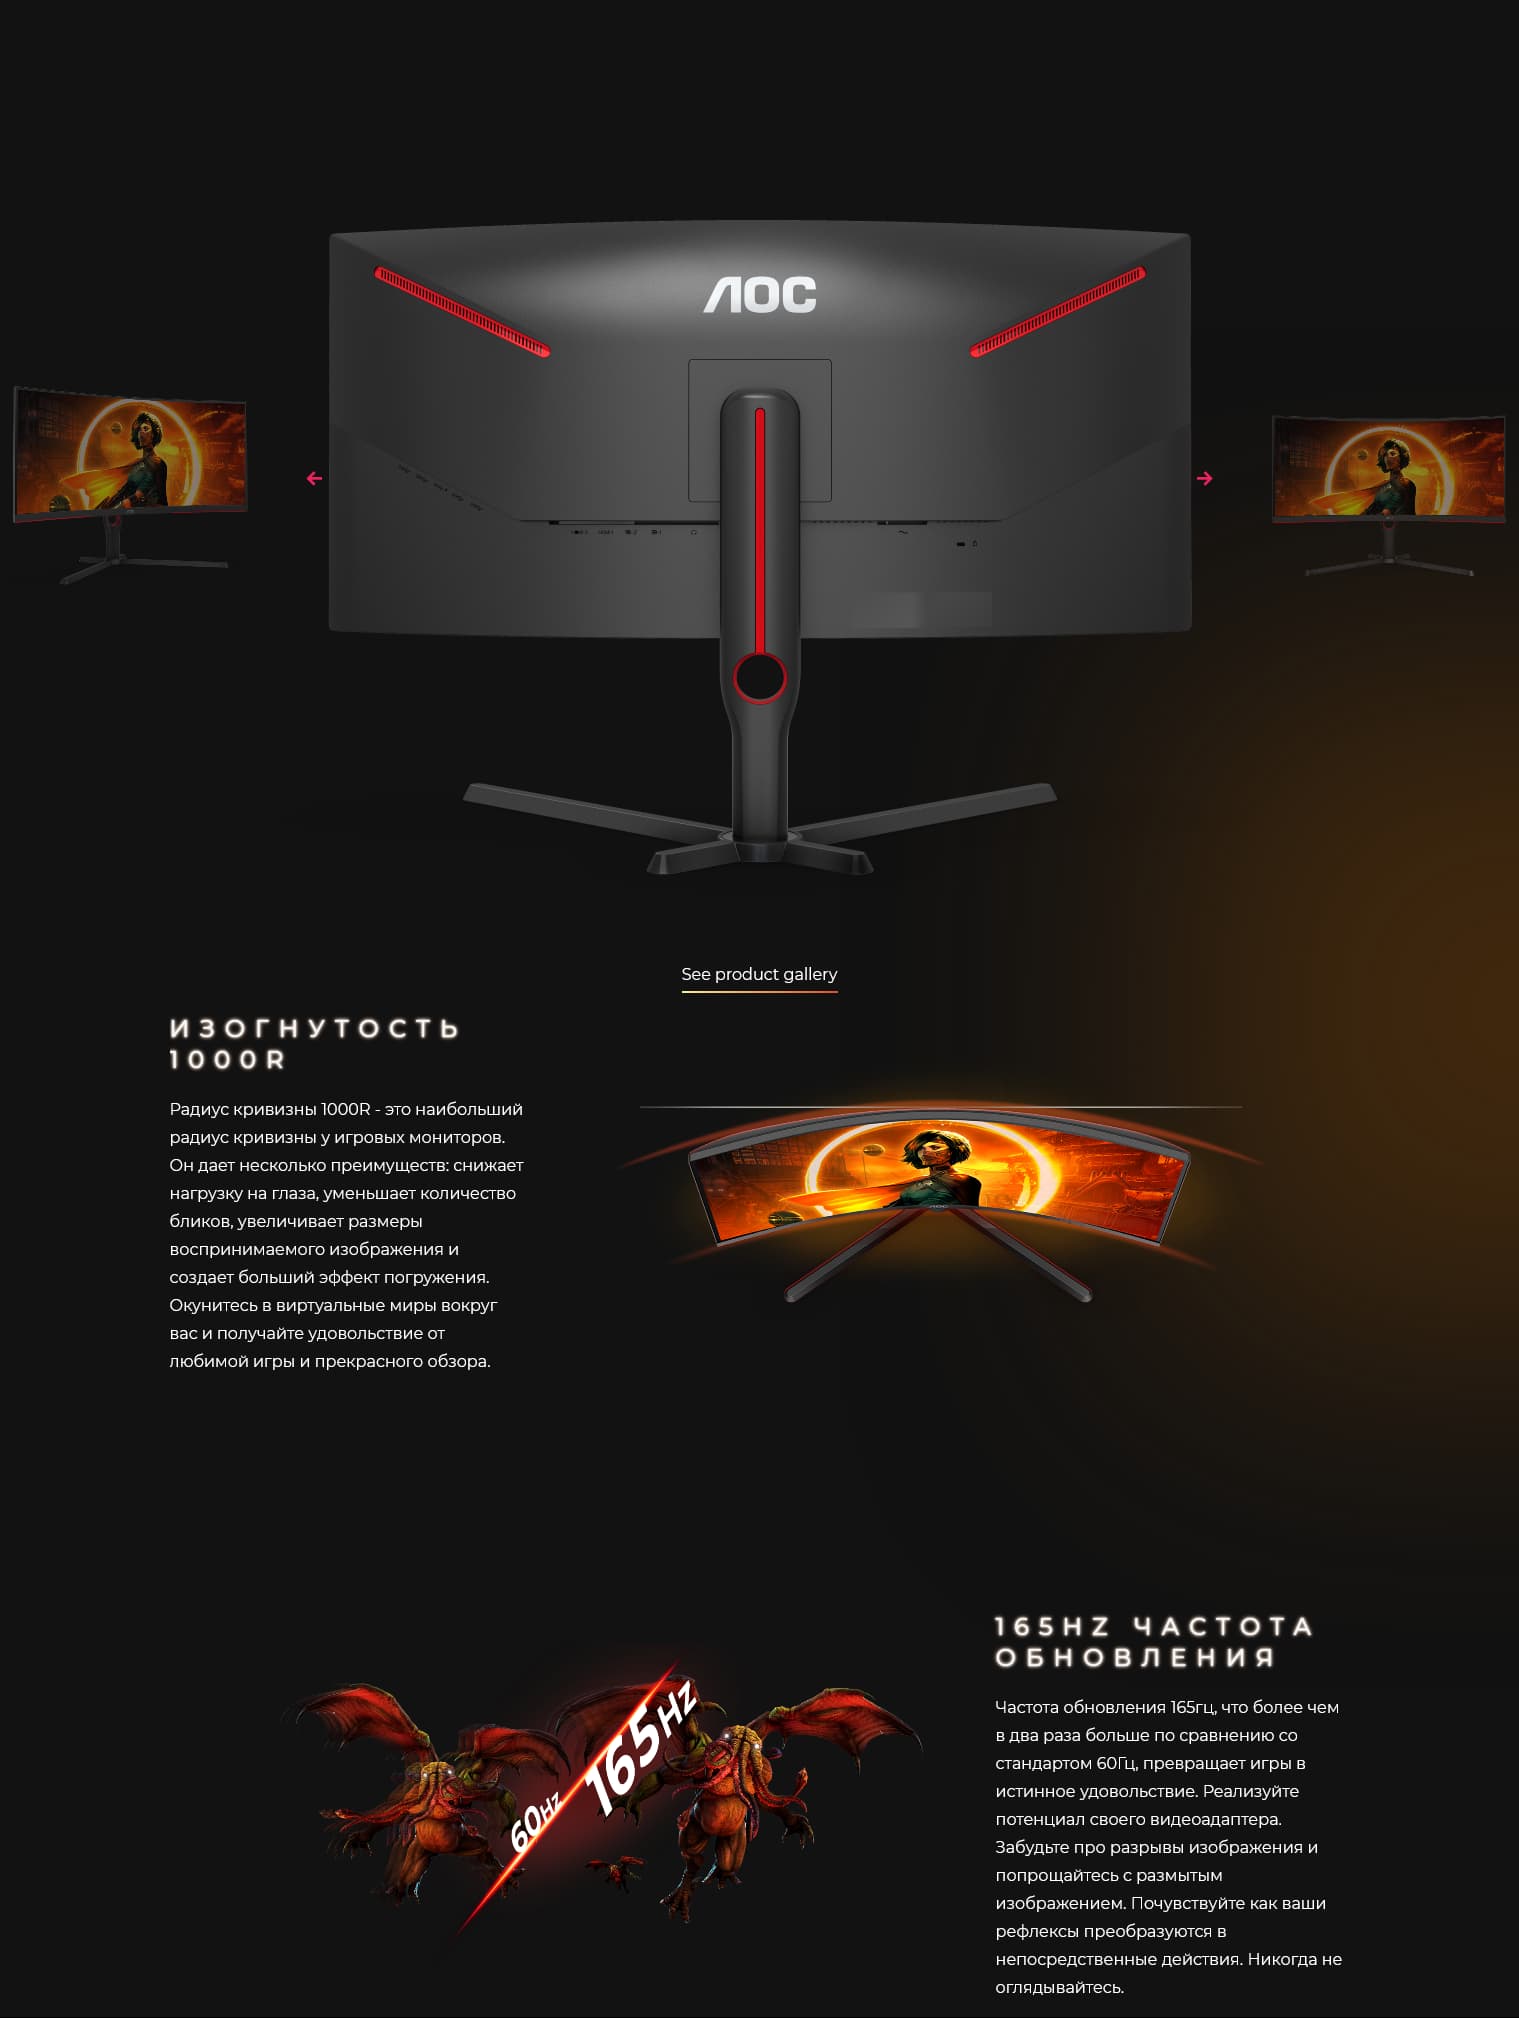 AOC
See product gallery
ИЗОГНУТОСТЬ
1000R
Радиус кривизны 1000R - это наибольший
радиус кривизны у игровых мониторов.
Он дает несколько преимуществ: снижает
нагрузку на глаза, уменьшает количество
бликов, увеличивает размеры
воспринимаемого изображения и
создает больший эффект погружения.
Окунитесь в виртуальные миры вокруг
вас и получайте удовольствие от
любимой игры и прекрасного обзора.
AOC
165HZ ЧАСТОТА
ОБНОВЛЕНИЯ
60Hz
165Hz
Частота обновления 165гц, что более чем
в два раза больше по сравнению со
стандартом 60Гц, превращает игры в
истинное удовольствие. Реализуйте
потенциал своего видеоадаптера.
Забудьте про разрывы изображения и
попрощайтесь с размытым
изображением. Почувствуйте как ваши
рефлексы преобразуются в
непосредственные действия. Никогда не
оглядывайтесь.